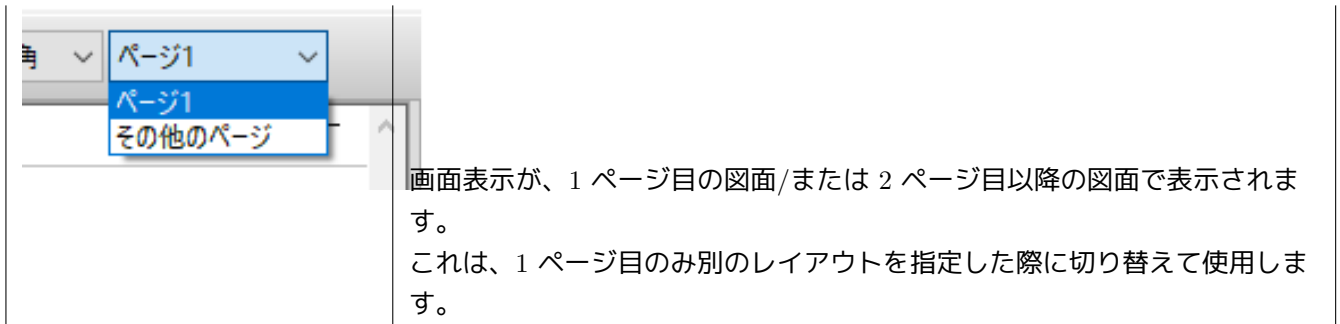 角 ページ1
ページ1
その他のページ
画面表示が、1 ページ目の図面/または 2 ページ目以降の図面で表示されま
す。
これは、1 ページ目のみ別のレイアウトを指定した際に切り替えて使用しま
す。